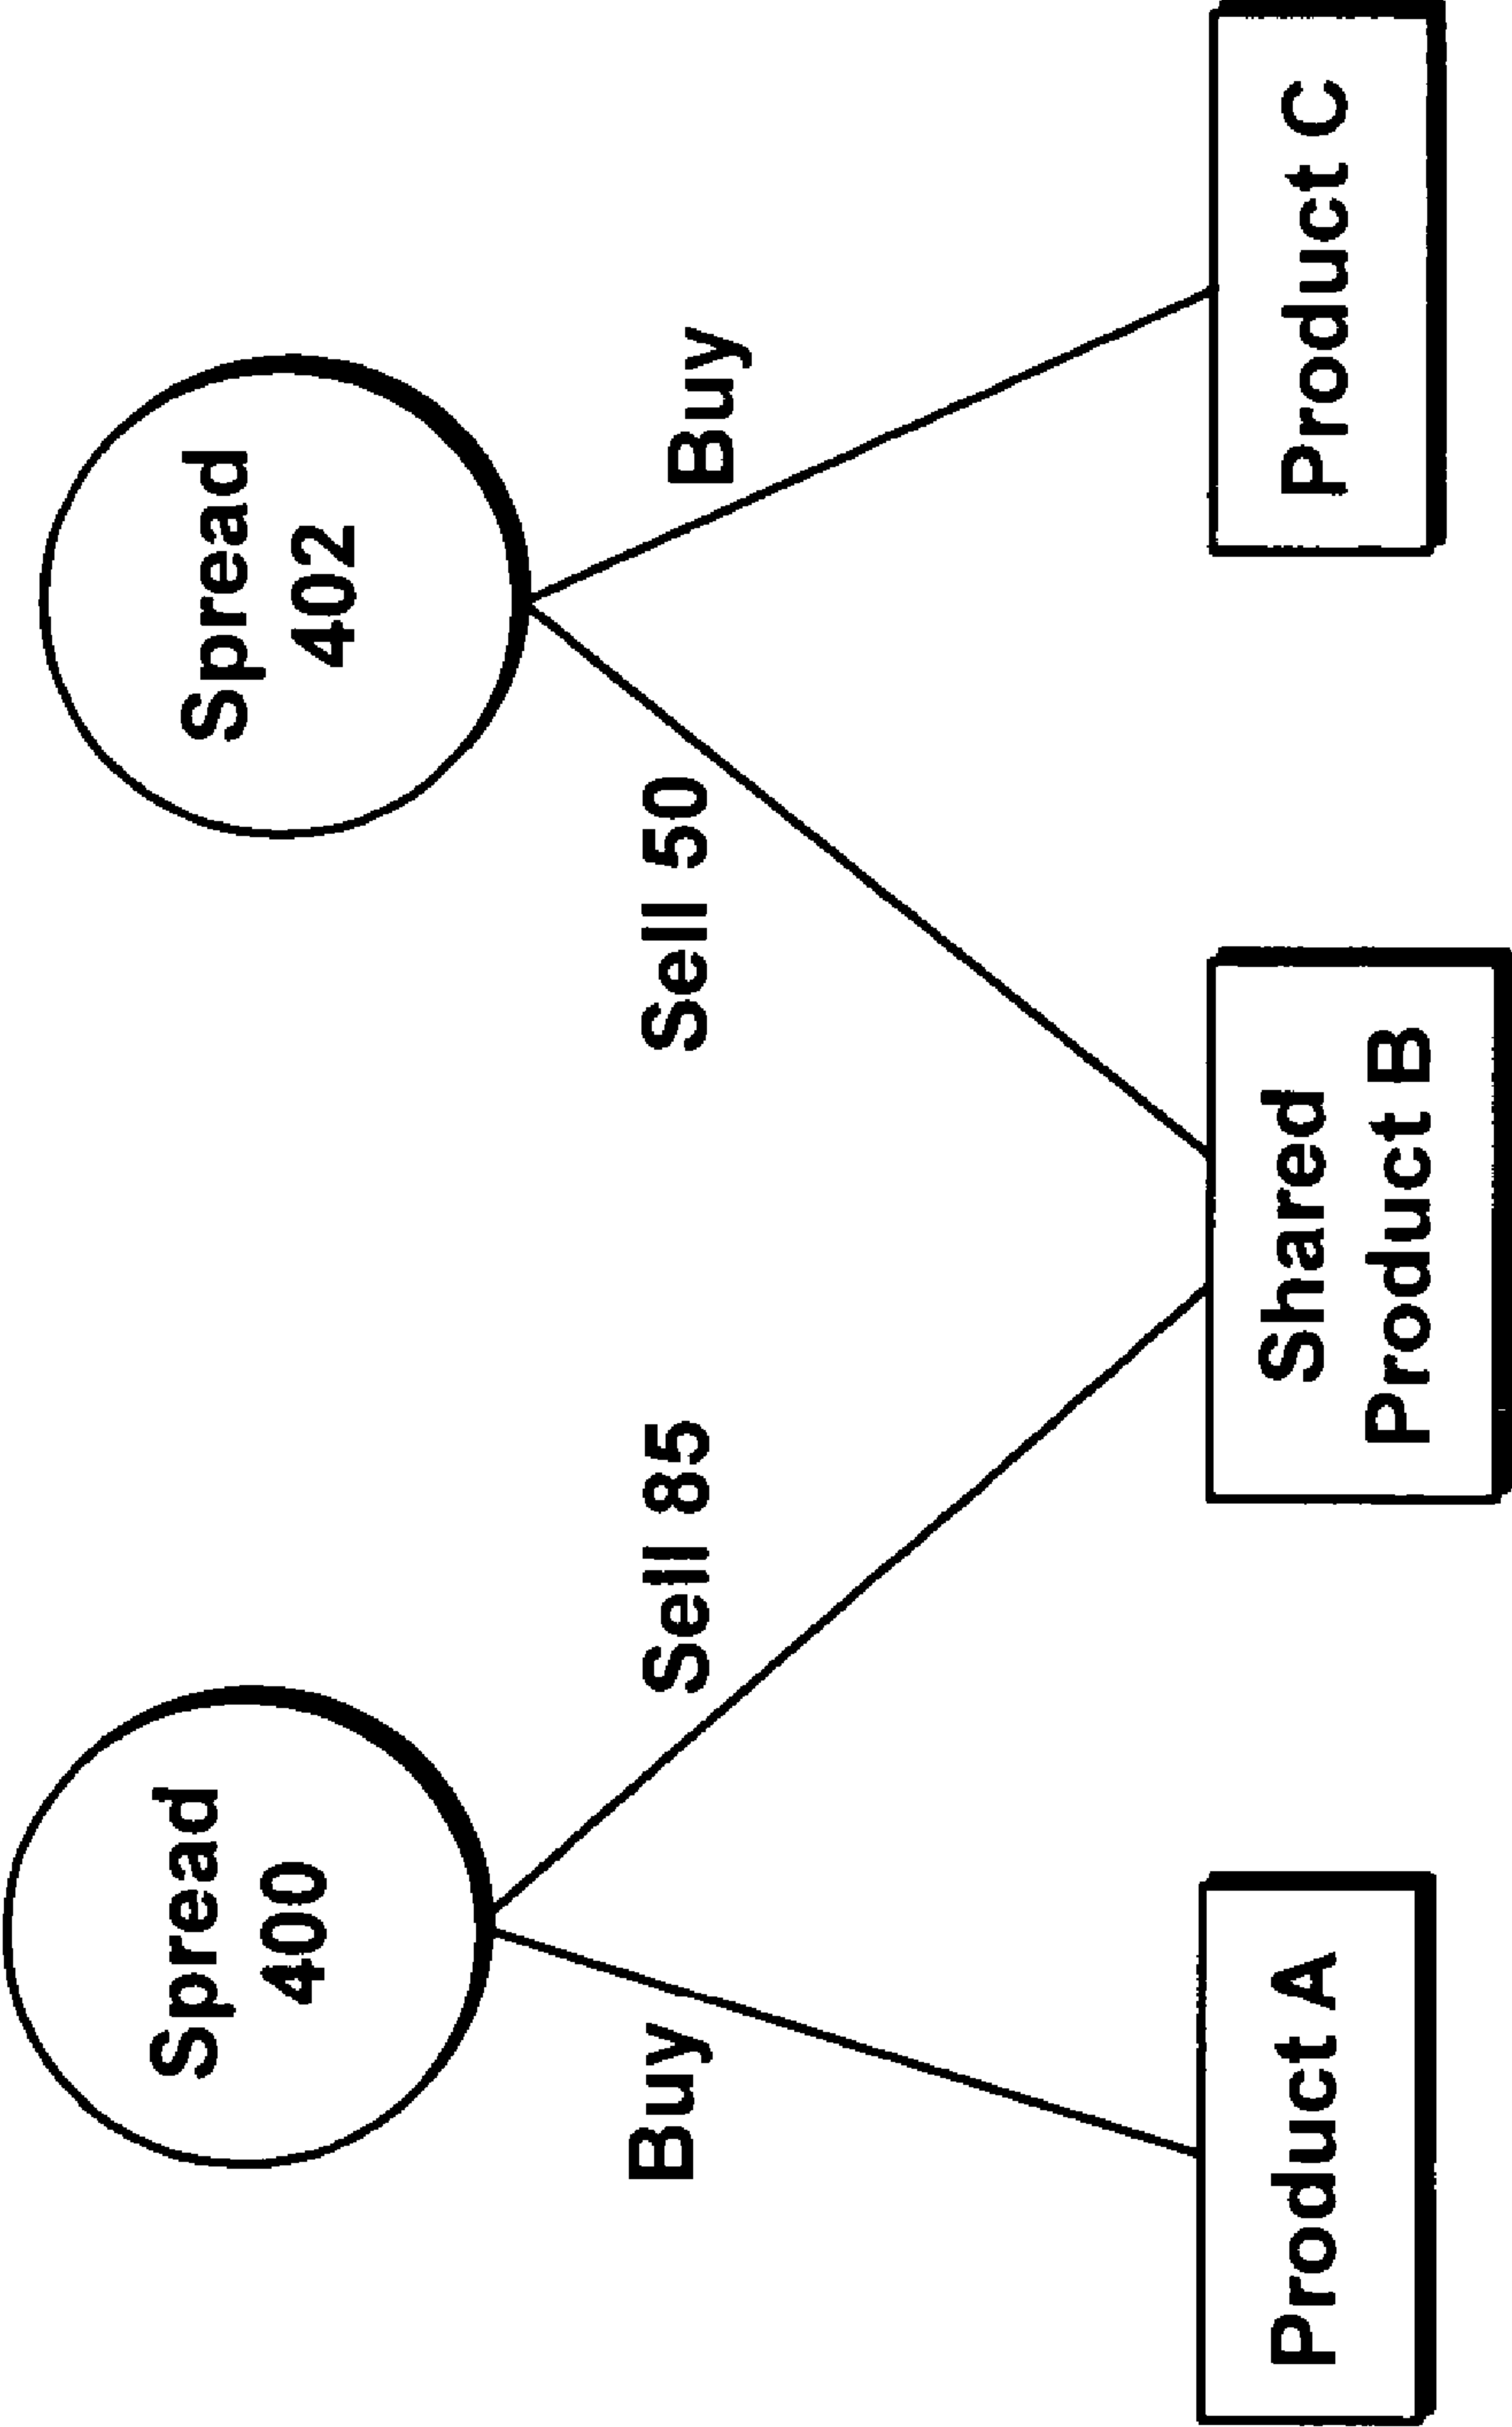 Spread
400
Spread
402
Buy
Sell 85
Sell 50
Buy
Product A
Shared
Product B
Product C